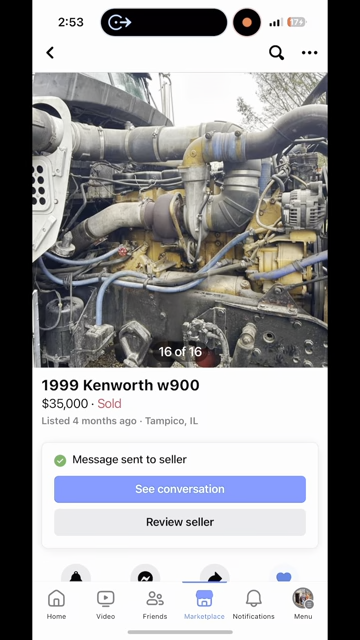 2:53
17
16 of 16
1999 Kenworth w900
$35,000 · Sold
Listed 4 months ago · Tampico, IL
Message sent to seller
See conversation
Review seller
Home
Video
Friends
Marketplace
Notifications
Menu